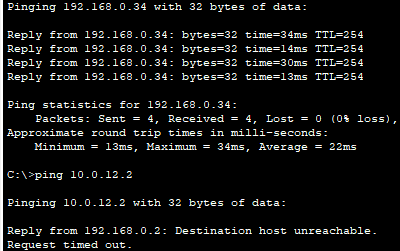 Pinging 192.168.0.34 with 32 bytes of data:
Reply from 192.168.0.34: bytes=32 time=34ms TTL=254
Reply from 192.168.0.34: bytes=32 time=14ms TTL=254
Reply from 192.168.0.34: bytes=32 time=30ms TTL=254
Reply from 192.168.0.34: bytes=32 time=13ms TTL=254
Ping statistics for 192.168.0.34:
Packets: Sent = 4, Received = 4, Lost = 0 (0% loss),
Approximate round trip times in milli-seconds:
Minimum = 13ms, Maximum = 34ms, Average = 22ms
C:\>ping 10.0.12.2
Pinging 10.0.12.2 with 32 bytes of data:
Reply from 192.168.0.2: Destination host unreachable.
Request timed out.